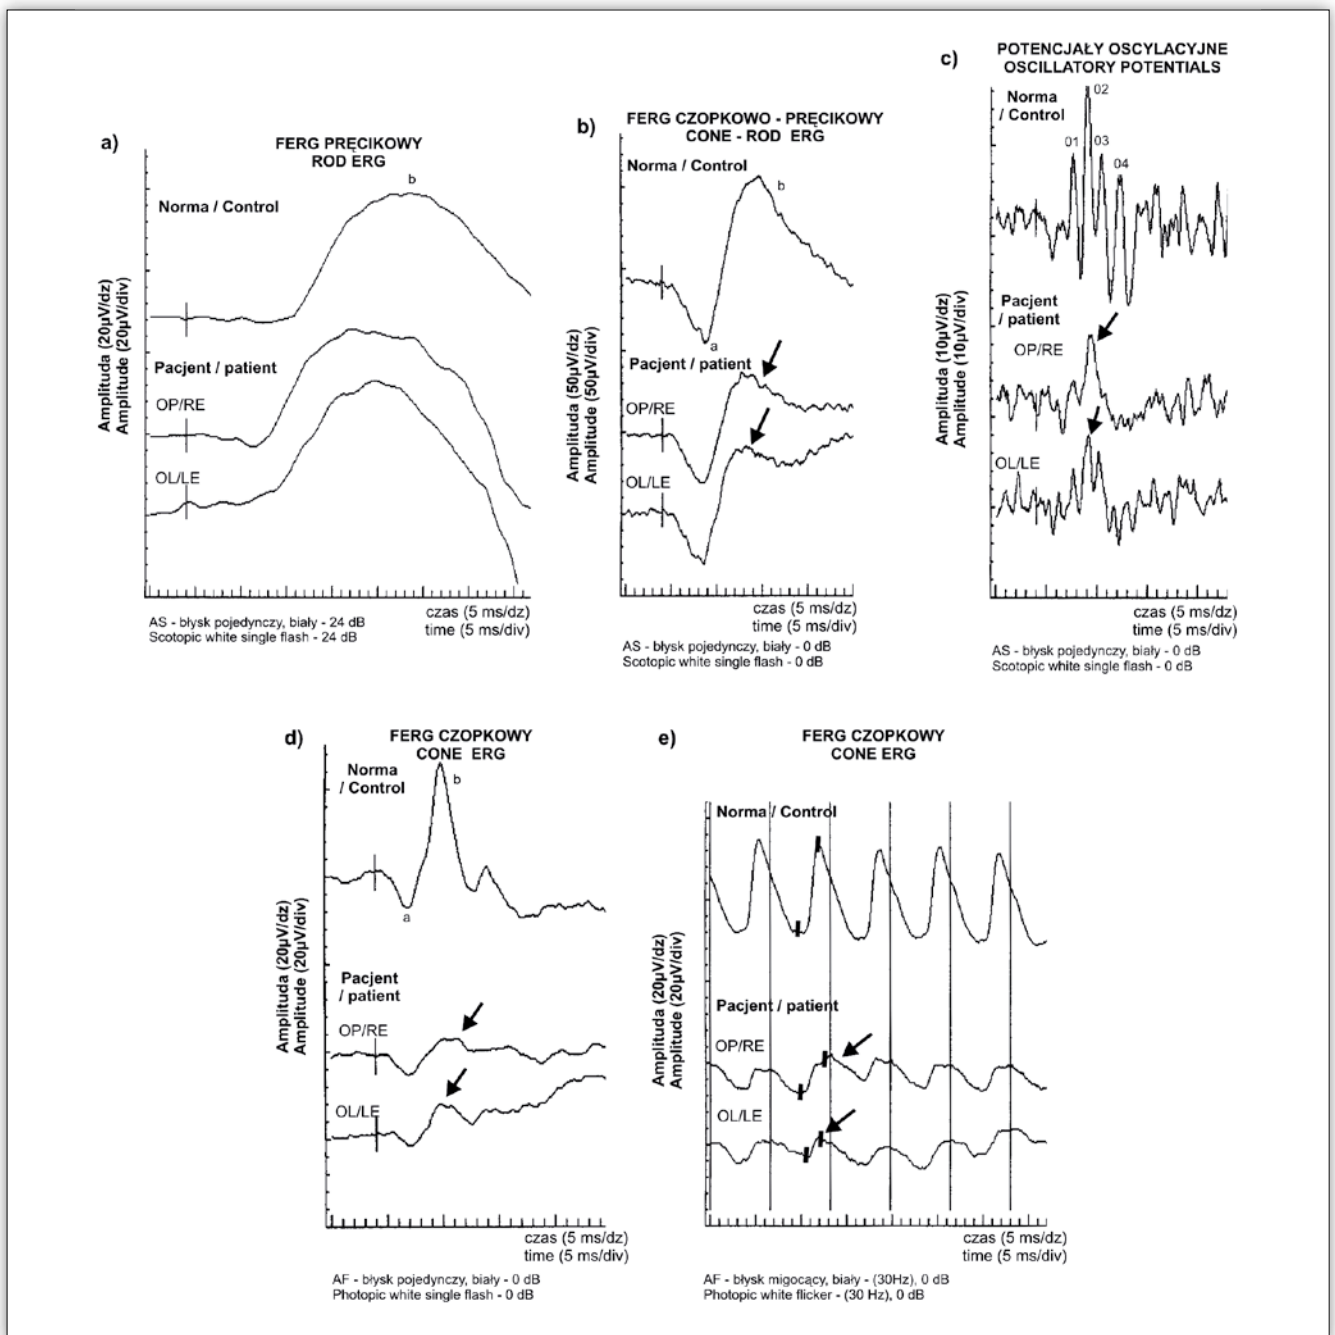 a)
FERG PRĘCIKOWY
ROD ERG
b
Norma / Control
Pacjent / patient
OP/RE
OL/LE
Amplituda (20µV/dz)
Amplitude (20µV/div)
czas (5 ms/dz)
time (5 ms/div)
AS - błysk pojedynczy, biały - 24 dB
Scotopic white single flash - 24 dB
b)
FERG CZOPKOWO - PRĘCIKOWY
CONE - ROD ERG
Norma / Control
b
a
Pacjent / patient
OP/RE
OL/LE
Amplituda (50µV/dz)
Amplitude (50µV/div)
czas (5 ms/dz)
time (5 ms/div)
AS - błysk pojedynczy, biały - 0 dB
Scotopic white single flash - 0 dB
c)
POTENCJAŁY OSCYLACYJNE
OSCILLATORY POTENTIALS
Norma
/ Control
01
02
03
04
Pacjent
/ patient
OP/RE
OL/LE
Amplituda (10µV/dz)
Amplitude (10µV/div)
czas (5 ms/dz)
time (5 ms/div)
AS - błysk pojedynczy, biały - 0 dB
Scotopic white single flash - 0 dB
d)
FERG CZOPKOWY
CONE ERG
Norma
/ Control
b
a
Pacjent
/ patient
OP/RE
OL/LE
Amplituda (20µV/dz)
Amplitude (20µV/div)
czas (5 ms/dz)
time (5 ms/div)
AF - błysk pojedynczy, biały - 0 dB
Photopic white single flash - 0 dB
e)
FERG CZOPKOWY
CONE ERG
Norma / Control
Pacjent / patient
OP/RE
OL/LE
Amplituda (20µV/dz)
Amplitude (20µV/div)
czas (5 ms/dz)
time (5 ms/div)
AF - błysk migocący, biały - (30Hz), 0 dB
Photopic white flicker - (30 Hz), 0 dB